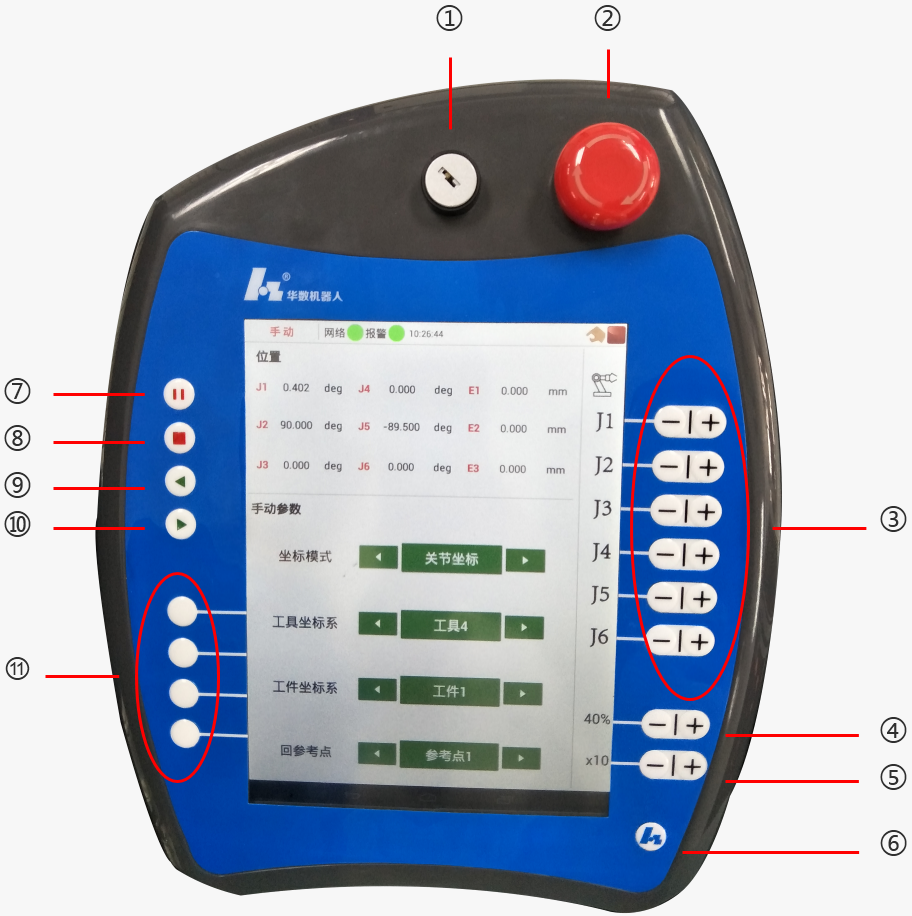 ① ②
® 华数机器人
手动 网络 报警 10:26:44
位置
J1 0.402 deg J4 0.000 deg E1 0.000 mm
J2 90.000 deg J5 -89.500 deg E2 0.000 mm
J3 0.000 deg J6 0.000 deg E3 0.000 mm
手动参数
坐标模式 关节坐标
工具坐标系 工具4
工件坐标系 工件1
回参考点 参考点1
J1 − | +
J2 − | +
J3 − | +
J4 − | +
J5 − | +
J6 − | +
40% − | +
x10 − | +
③
④
⑤
⑥
⑦
⑧
⑨
⑩
⑪